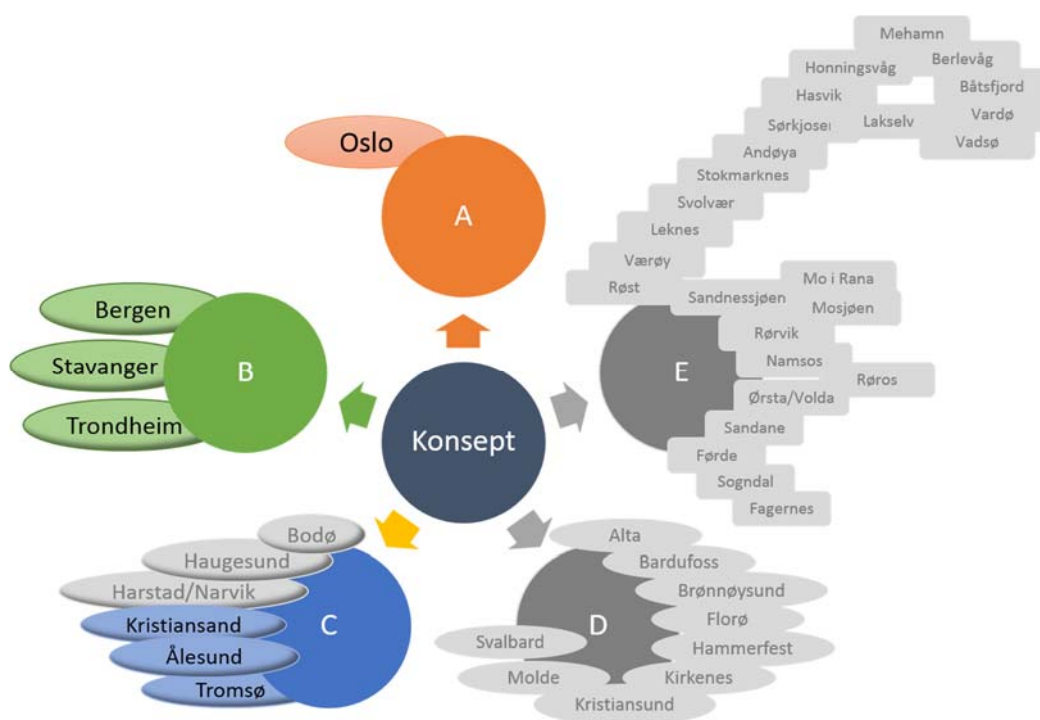 Oslo
A
Bergen
Stavanger
Trondheim
B
Konsept
Bodø
Haugesund
Harstad/Narvik
Kristiansand
Ålesund
Tromsø
C
Alta
Bardufoss
Brønnøysund
Florø
Hammerfest
Kirkenes
Kristiansund
Molde
Svalbard
D
Mehamn
Berlevåg
Honningsvåg
Båtsfjord
Hasvik
Vardø
Lakselv
Sørkjosen
Vadsø
Andøya
Stokmarknes
Svolvær
Leknes
Værøy
Røst
Mo i Rana
Sandnessjøen
Mosjøen
Rørvik
Namsos
Røros
Ørsta/Volda
Sandane
Førde
Sogndal
Fagernes
E